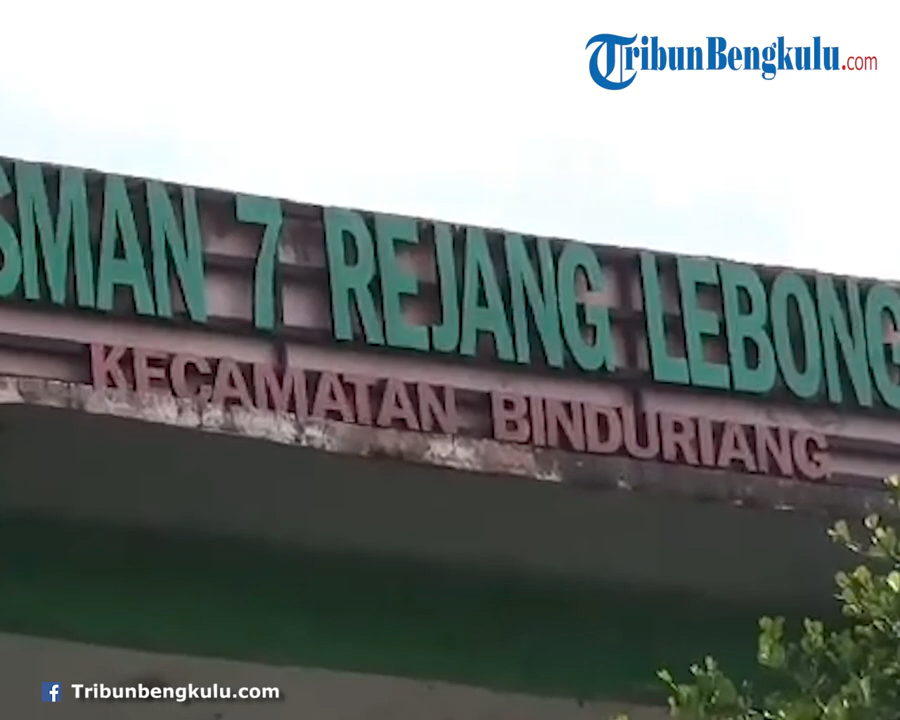 TribunBengkulu.com
SMAN 7 REJANG LEBONG
KECAMATAN BINDURIANG
Tribunbengkulu.com